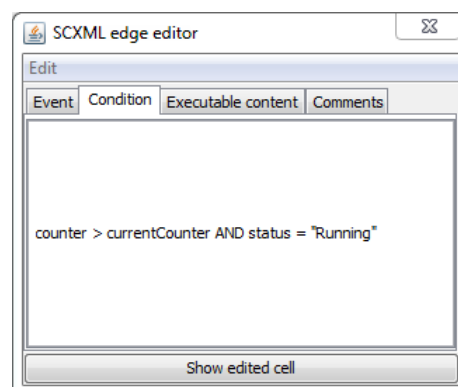 SCXML edge editor
Edit
Event Condition Executable content Comments
counter > currentCounter AND status = "Running"
Show edited cell